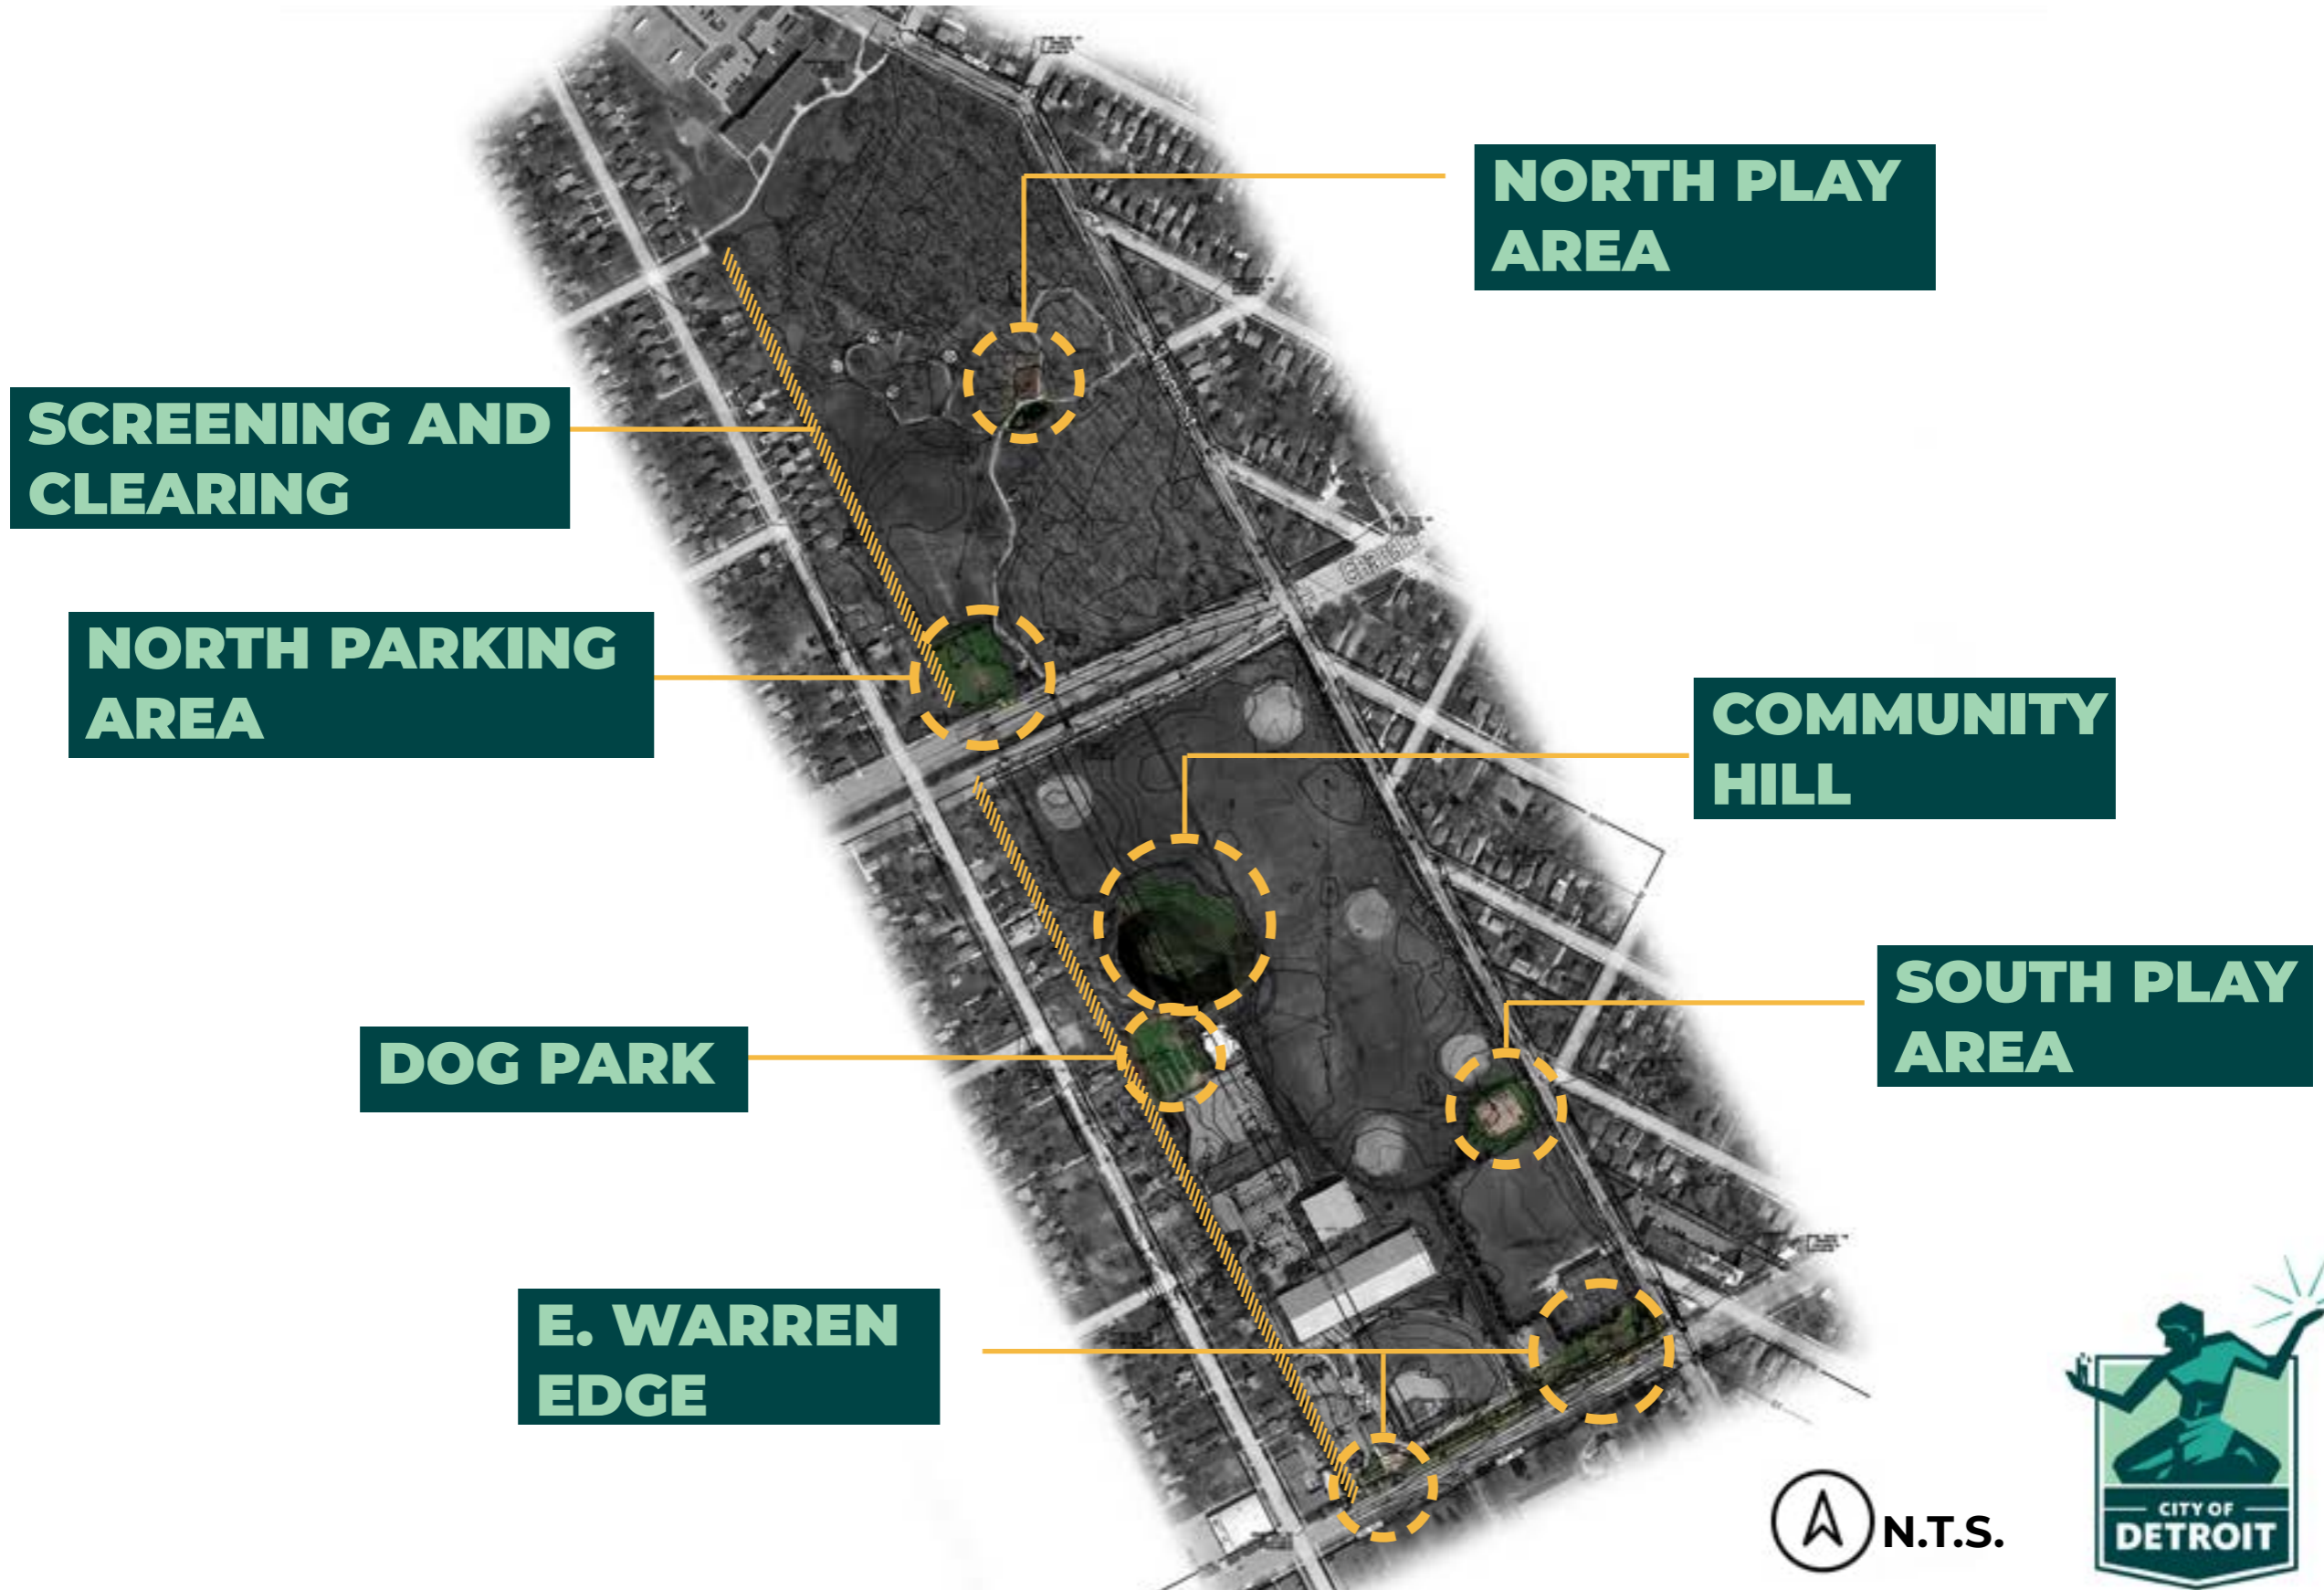 NORTH PLAY
AREA
SCREENING AND
CLEARING
NORTH PARKING
AREA
COMMUNITY
HILL
SOUTH PLAY
AREA
DOG PARK
E. WARREN
EDGE
N.T.S.
CITY OF
DETROIT